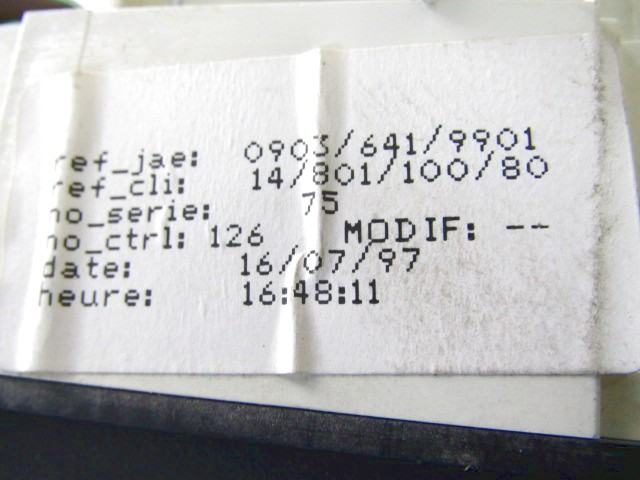 ref_jae: 0903/641/9901
ref_cli: 14/801/100/80
no_serie: 75
no_ctrl: 126 MODIF: --
date: 16/07/97
heure: 16:48:11